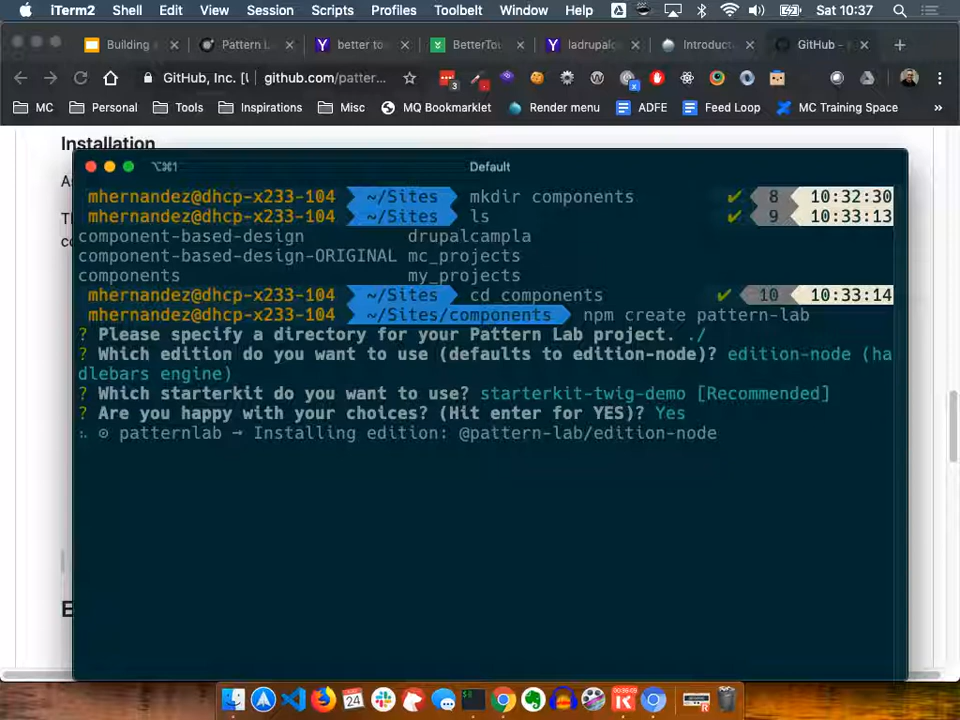 iTerm2 Shell Edit View Session Scripts Profiles Toolbelt Window Help Sat 10:37
Building Pattern L better to BetterTou ladrupalc Introduct GitHub -
GitHub, Inc. [U github.com/patter...
3
MC Personal Tools Inspirations Misc MQ Bookmarklet Render menu ADFE Feed Loop MC Training Space »
Installation
⌥⌘1 Default
mhernandez@dhcp-x233-104 ~/Sites mkdir components ✔ 8 10:32:30
mhernandez@dhcp-x233-104 ~/Sites ls ✔ 9 10:33:13
component-based-design drupalcampla
component-based-design-ORIGINAL mc_projects
components my_projects
mhernandez@dhcp-x233-104 ~/Sites cd components ✔ 10 10:33:14
mhernandez@dhcp-x233-104 ~/Sites/components npm create pattern-lab
? Please specify a directory for your Pattern Lab project. ./
? Which edition do you want to use (defaults to edition-node)? edition-node (ha
dlebars engine)
? Which starterkit do you want to use? starterkit-twig-demo [Recommended]
? Are you happy with your choices? (Hit enter for YES)? Yes
⊙ patternlab → Installing edition: @pattern-lab/edition-node
E
24